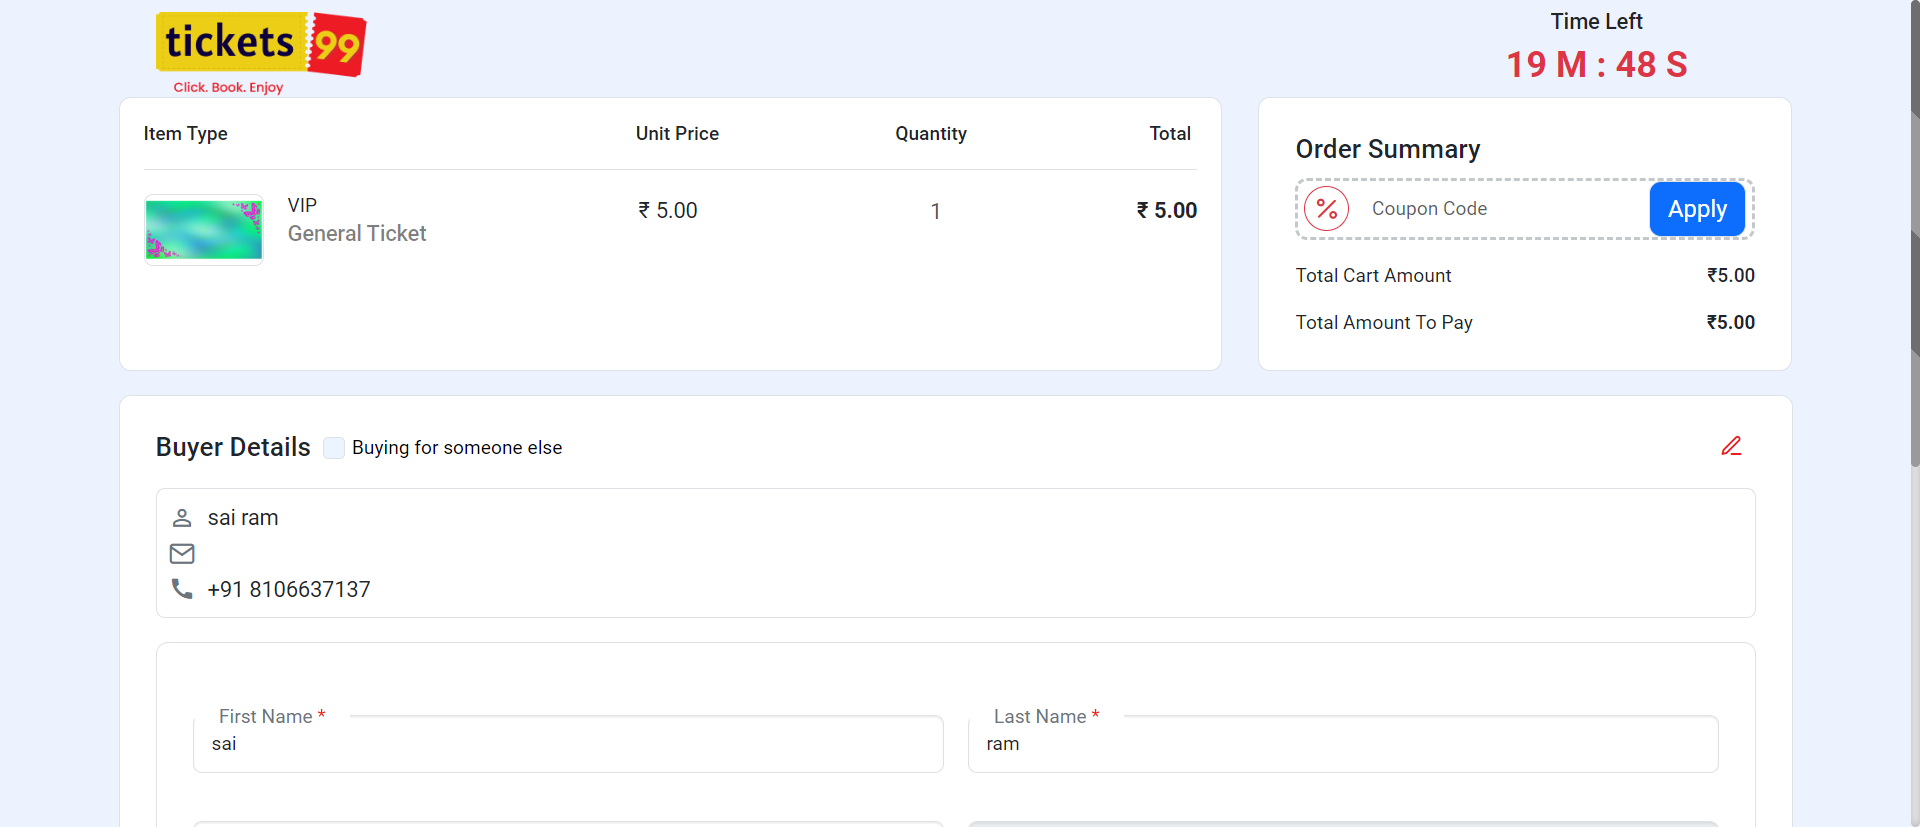 tickets 99
Click. Book. Enjoy
Time Left
19 M : 48 S
Item Type Unit Price Quantity Total
VIP
General Ticket
₹ 5.00 1 ₹ 5.00
Order Summary
Coupon Code Apply
Total Cart Amount ₹5.00
Total Amount To Pay ₹5.00
Buyer Details Buying for someone else
sai ram
+91 8106637137
First Name * Last Name *
sai ram